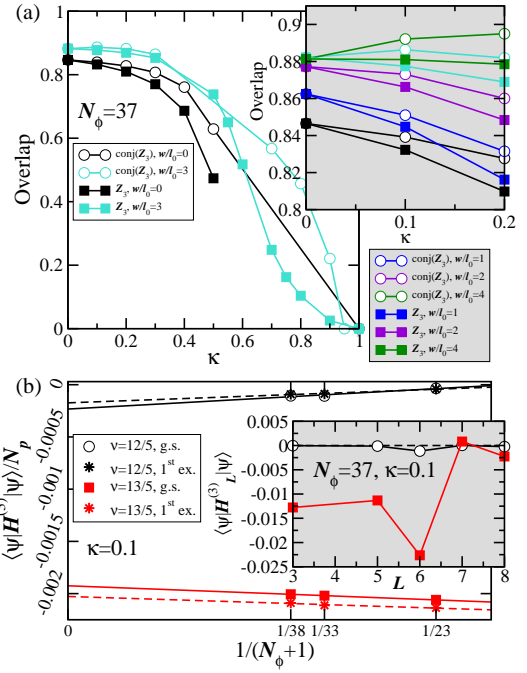 (a)
Overlap
1
0.8
0.6
0.4
0.2
0
N_ϕ=37
conj(Z_3), w/l_0=0
conj(Z_3), w/l_0=3
Z_3, w/l_0=0
Z_3, w/l_0=3
0 0.2 0.4 0.6 0.8 1
κ
Overlap
0.9
0.88
0.86
0.84
0.82
0.8
0 0.1 0.2
κ
conj(Z_3), w/l_0=1
conj(Z_3), w/l_0=2
conj(Z_3), w/l_0=4
Z_3, w/l_0=1
Z_3, w/l_0=2
Z_3, w/l_0=4
(b)
⟨ψ|H^(3)|ψ⟩/N_p
0
-0.0005
-0.001
-0.0015
-0.002
ν=12/5, g.s.
ν=12/5, 1^st ex.
ν=13/5, g.s.
ν=13/5, 1^st ex.
κ=0.1
⟨ψ|H_L^(3)|ψ⟩
0.005
0
-0.005
-0.01
-0.015
-0.02
-0.025
N_ϕ=37, κ=0.1
3 4 5 6 7 8
L
0 1/38 1/33 1/23
1/(N_ϕ+1)